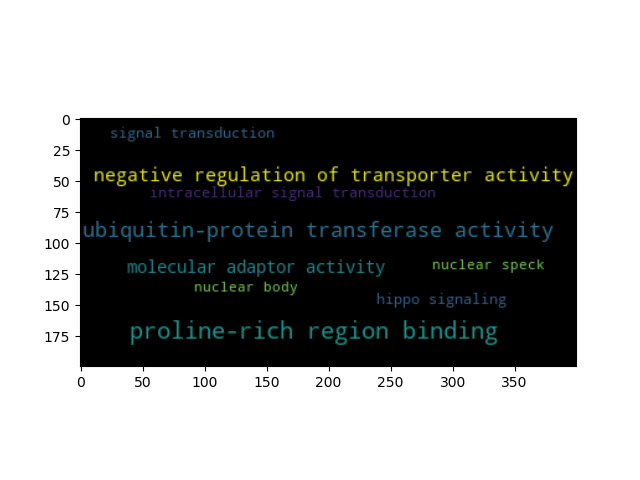 0
signal transduction
25
negative regulation of transporter activity
50
intracellular signal transduction
75
ubiquitin-protein transferase activity
100
molecular adaptor activity nuclear speck
125
nuclear body
hippo signaling
150
proline-rich region binding
175
0 50 100 150 200 250 300 350